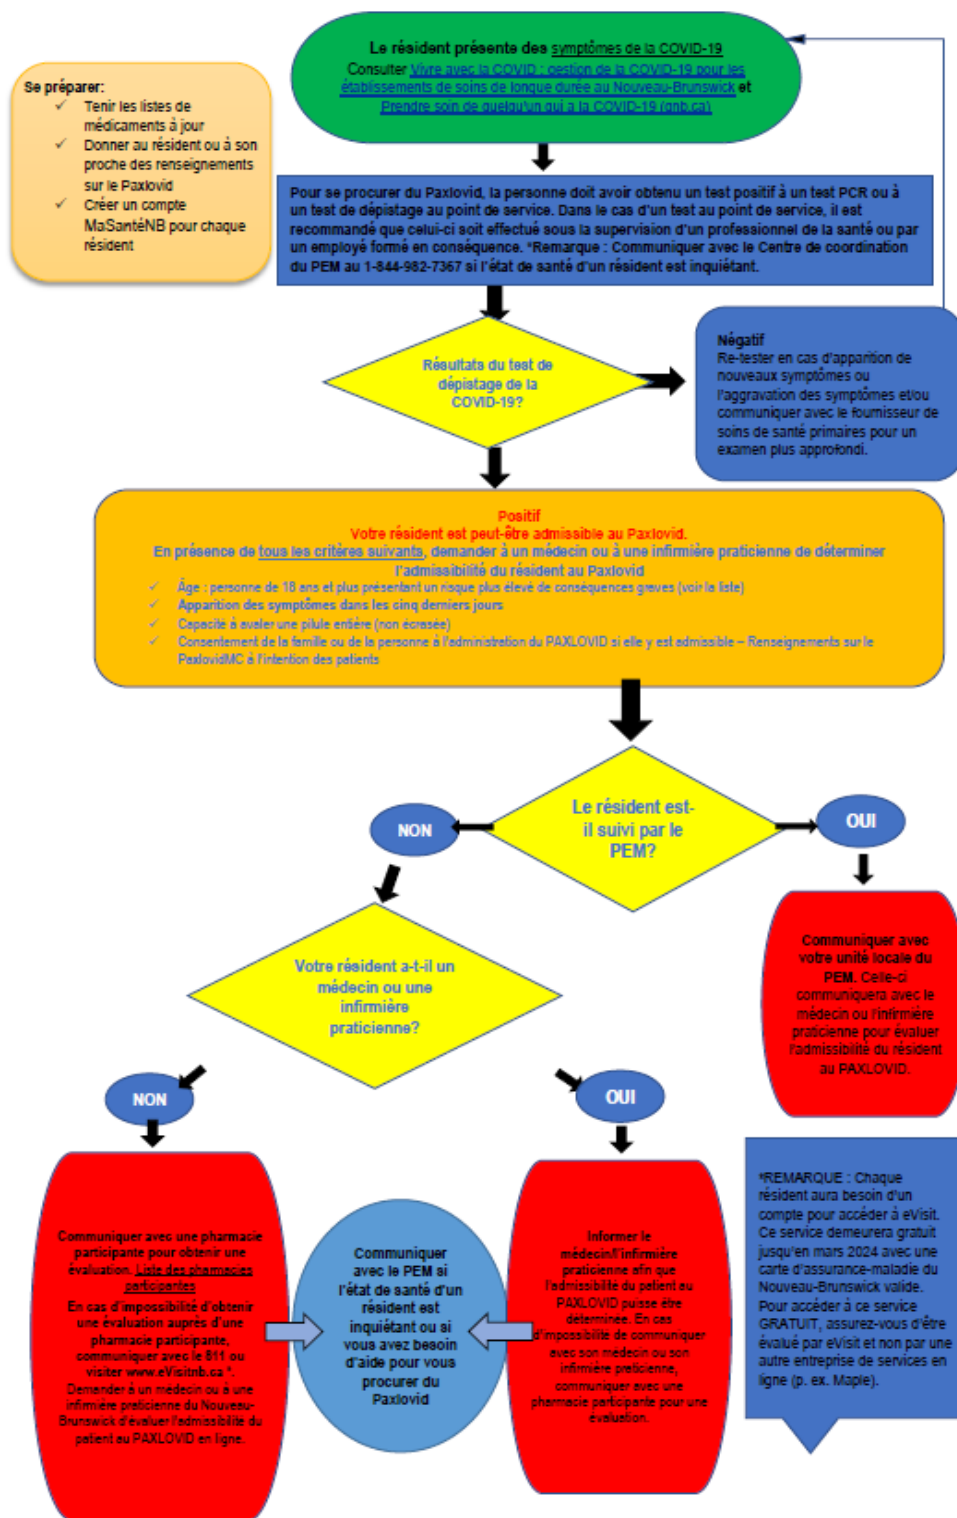 Le résident présente des symptômes de la COVID-19
Consulter Vivre avec la COVID : gestion de la COVID-19 pour les
établissements de soins de longue durée au Nouveau-Brunswick et
Prendre soin de quelqu'un qui a la COVID-19 (gnb.ca)
Se préparer:
✓ Tenir les listes de
médicaments à jour
✓ Donner au résident ou à son
proche des renseignements
sur le Paxlovid
✓ Créer un compte
MaSantéNB pour chaque
résident
Pour se procurer du Paxlovid, la personne doit avoir obtenu un test positif à un test PCR ou à
un test de dépistage au point de service. Dans le cas d'un test au point de service, il est
recommandé que celui-ci soit effectué sous la supervision d'un professionnel de la santé ou par
un employé formé en conséquence. *Remarque : Communiquer avec le Centre de coordination
du PEM au 1-844-982-7367 si l'état de santé d'un résident est inquiétant.
Résultats du test de
dépistage de la
COVID-19?
Négatif
Re-tester en cas d'apparition de
nouveaux symptômes ou
l'aggravation des symptômes et/ou
communiquer avec le fournisseur de
soins de santé primaires pour un
examen plus approfondi.
Positif
Votre résident est peut-être admissible au Paxlovid.
En présence de tous les critères suivants, demander à un médecin ou à une infirmière praticienne de déterminer
l'admissibilité du résident au Paxlovid
✓ Âge : personne de 18 ans et plus présentant un risque plus élevé de conséquences graves (voir la liste)
✓ Apparition des symptômes dans les cinq derniers jours
✓ Capacité à avaler une pilule entière (non écrasée)
✓ Consentement de la famille ou de la personne à l'administration du PAXLOVID si elle y est admissible – Renseignements sur le
PaxlovidMC à l'intention des patients
Le résident est-
il suivi par le
PEM?
NON
OUI
Communiquer avec
votre unité locale du
PEM. Celle-ci
communiquera avec le
médecin ou l'infirmière
praticienne pour évaluer
l'admissibilité du résident
au PAXLOVID.
Votre résident a-t-il un
médecin ou une
infirmière
praticienne?
NON
OUI
Communiquer avec une pharmacie
participante pour obtenir une
évaluation. Liste des pharmacies
participantes
En cas d'impossibilité d'obtenir
une évaluation auprès d'une
pharmacie participante,
communiquer avec le 811 ou
visiter www.eVisitnb.ca *.
Demander à un médecin ou à une
infirmière praticienne du Nouveau-
Brunswick d'évaluer l'admissibilité du
patient au PAXLOVID en ligne.
Communiquer
avec le PEM si
l'état de santé d'un
résident est
inquiétant ou si
vous avez besoin
d'aide pour vous
procurer du
Paxlovid
Informer le
médecin/l'infirmière
praticienne afin que
l'admissibilité du patient au
PAXLOVID puisse être
déterminée. En cas
d'impossibilité de communiquer
avec son médecin ou son
infirmière praticienne,
communiquer avec une
pharmacie participante pour une
évaluation.
*REMARQUE : Chaque
résident aura besoin d'un
compte pour accéder à eVisit.
Ce service demeurera gratuit
jusqu'en mars 2024 avec une
carte d'assurance-maladie du
Nouveau-Brunswick valide.
Pour accéder à ce service
GRATUIT, assurez-vous d'être
évalué par eVisit et non par une
autre entreprise de services en
ligne (p. ex. Maple).